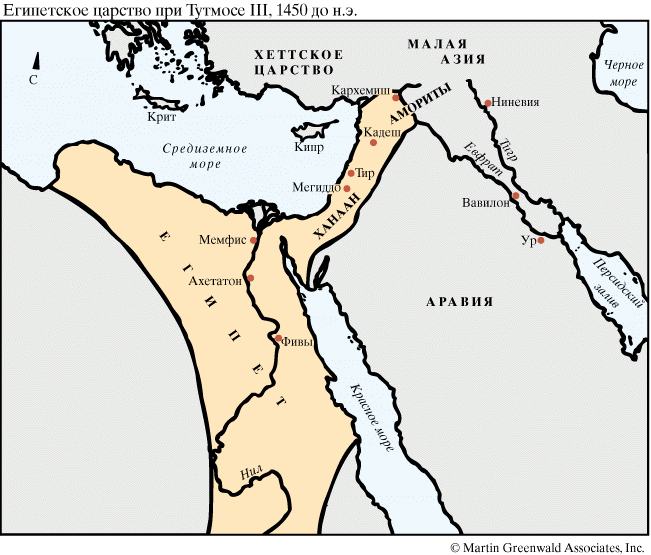 Египетское царство при Тутмосе III, 1450 до н.э.
МАЛАЯ
АЗИЯ
ХЕТТСКОЕ
ЦАРСТВО
Черное
море
С
Кархемиш
АМОРИТЫ
Ниневия
Крит
Кипр
Кадеш
Тигр
Средиземное
море
Евфрат
Тир
Мегиддо
Вавилон
ХАНААН
Мемфис
Ур
Ахетатон
Персидский
залив
ЕГИПЕТ
АРАВИЯ
Фивы
Красное море
Нил
© Martin Greenwald Associates, Inc.